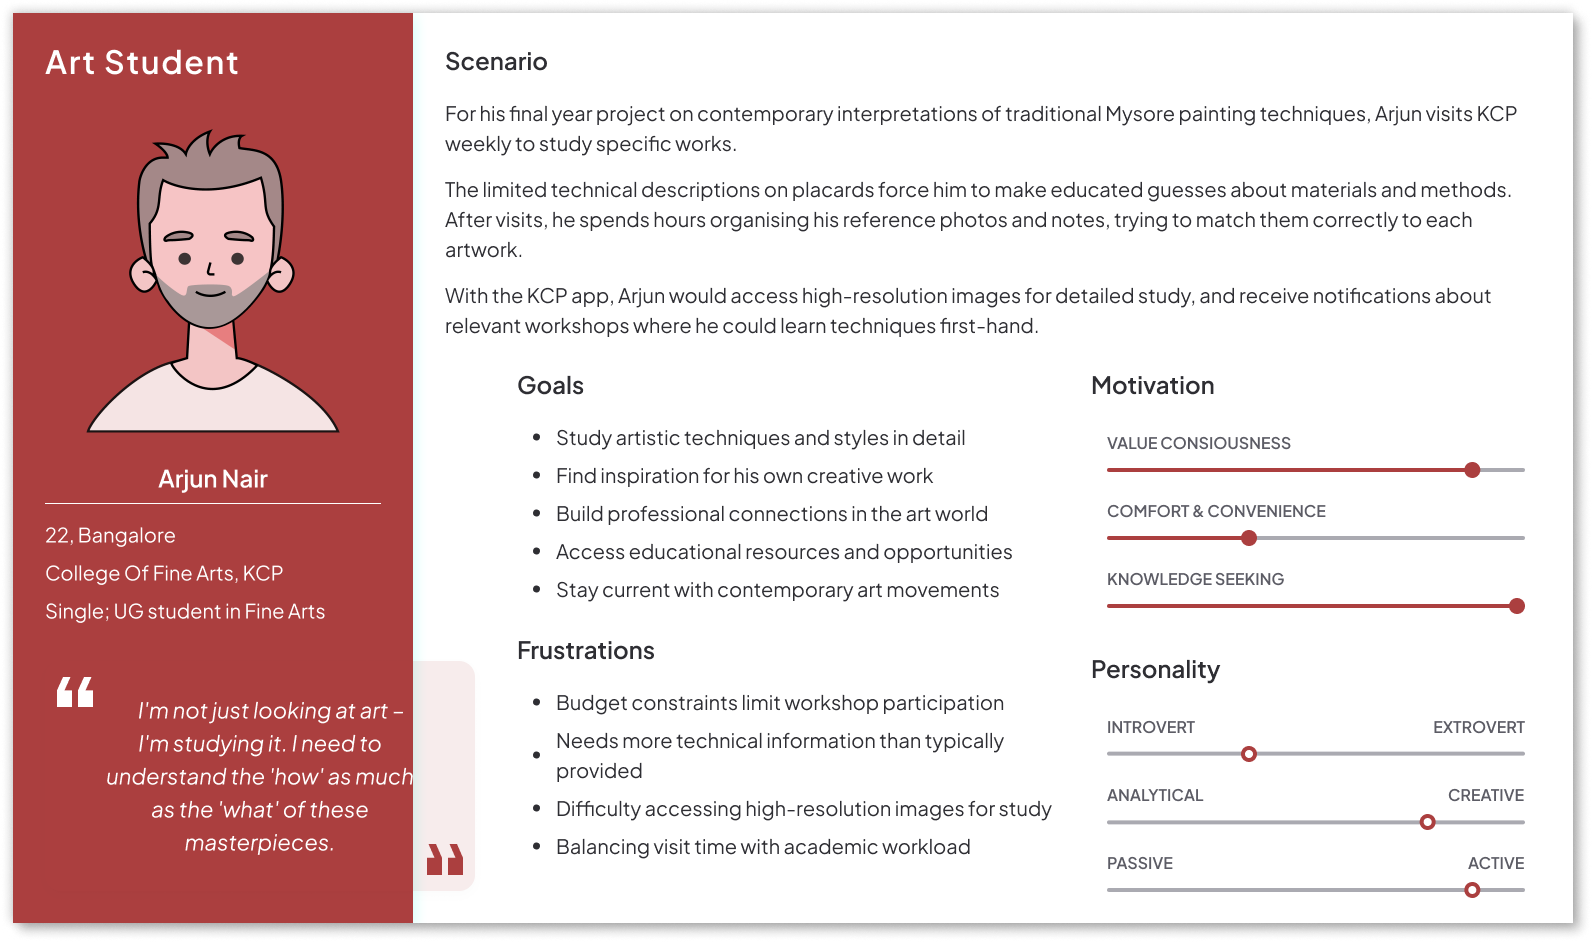 Art Student
Arjun Nair
22, Bangalore
College Of Fine Arts, KCP
Single; UG student in Fine Arts
“
I'm not just looking at art –
I'm studying it. I need to
understand the 'how' as much
as the 'what' of these
masterpieces.
”
Scenario
For his final year project on contemporary interpretations of traditional Mysore painting techniques, Arjun visits KCP
weekly to study specific works.
The limited technical descriptions on placards force him to make educated guesses about materials and methods.
After visits, he spends hours organising his reference photos and notes, trying to match them correctly to each
artwork.
With the KCP app, Arjun would access high-resolution images for detailed study, and receive notifications about
relevant workshops where he could learn techniques first-hand.
Goals
• Study artistic techniques and styles in detail
• Find inspiration for his own creative work
• Build professional connections in the art world
• Access educational resources and opportunities
• Stay current with contemporary art movements
Frustrations
• Budget constraints limit workshop participation
• Needs more technical information than typically
provided
• Difficulty accessing high-resolution images for study
• Balancing visit time with academic workload
Motivation
VALUE CONSIOUSNESS
COMFORT & CONVENIENCE
KNOWLEDGE SEEKING
Personality
INTROVERT EXTROVERT
ANALYTICAL CREATIVE
PASSIVE ACTIVE